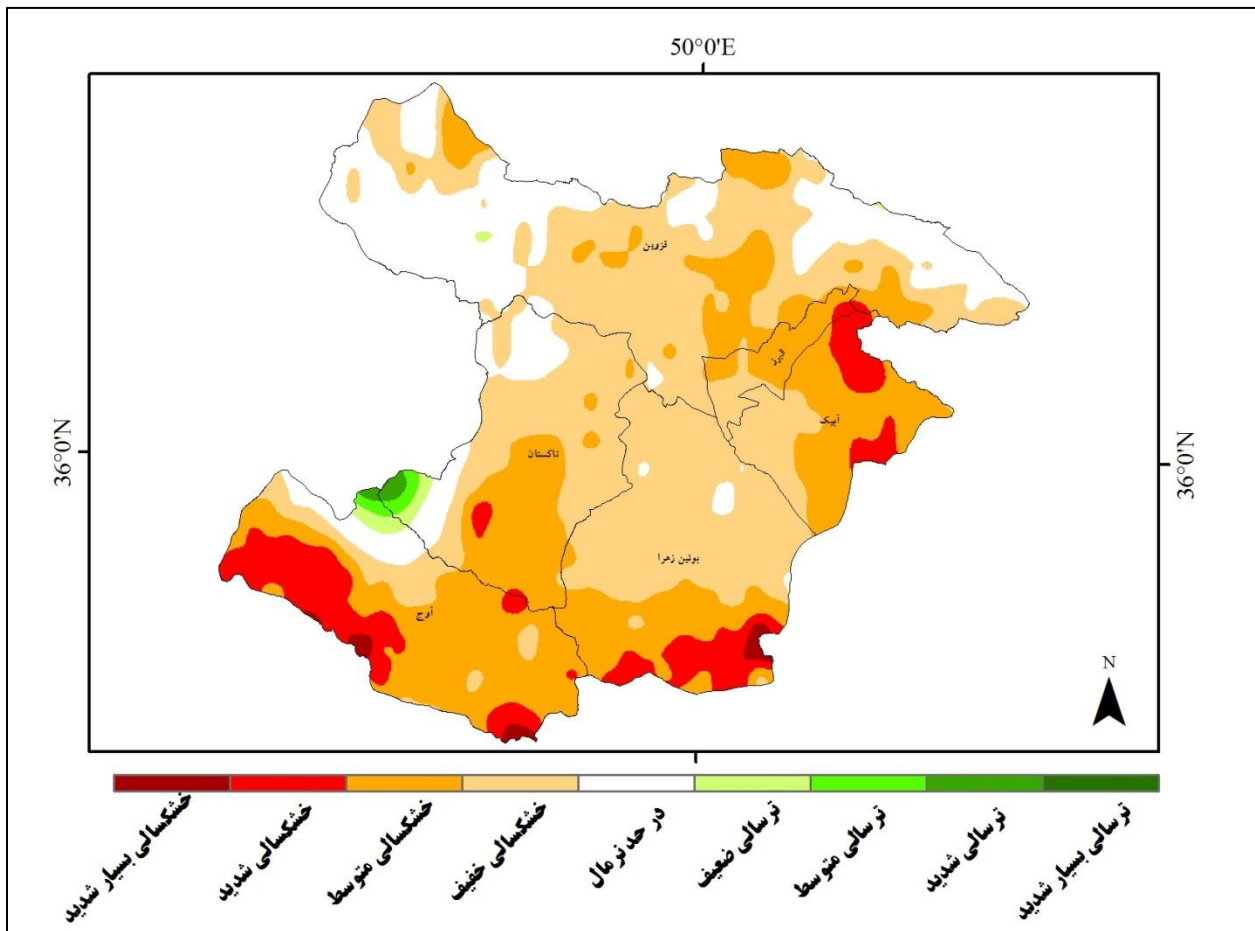 50°0'E
قزوین
البرز
آبیک
36°0'N
36°0'N
تاکستان
بوئین زهرا
آوج
N
خشکسالی بسیار شدید
خشکسالی شدید
خشکسالی متوسط
خشکسالی خفیف
در حد نرمال
ترسالی ضعیف
ترسالی متوسط
ترسالی شدید
ترسالی بسیار شدید